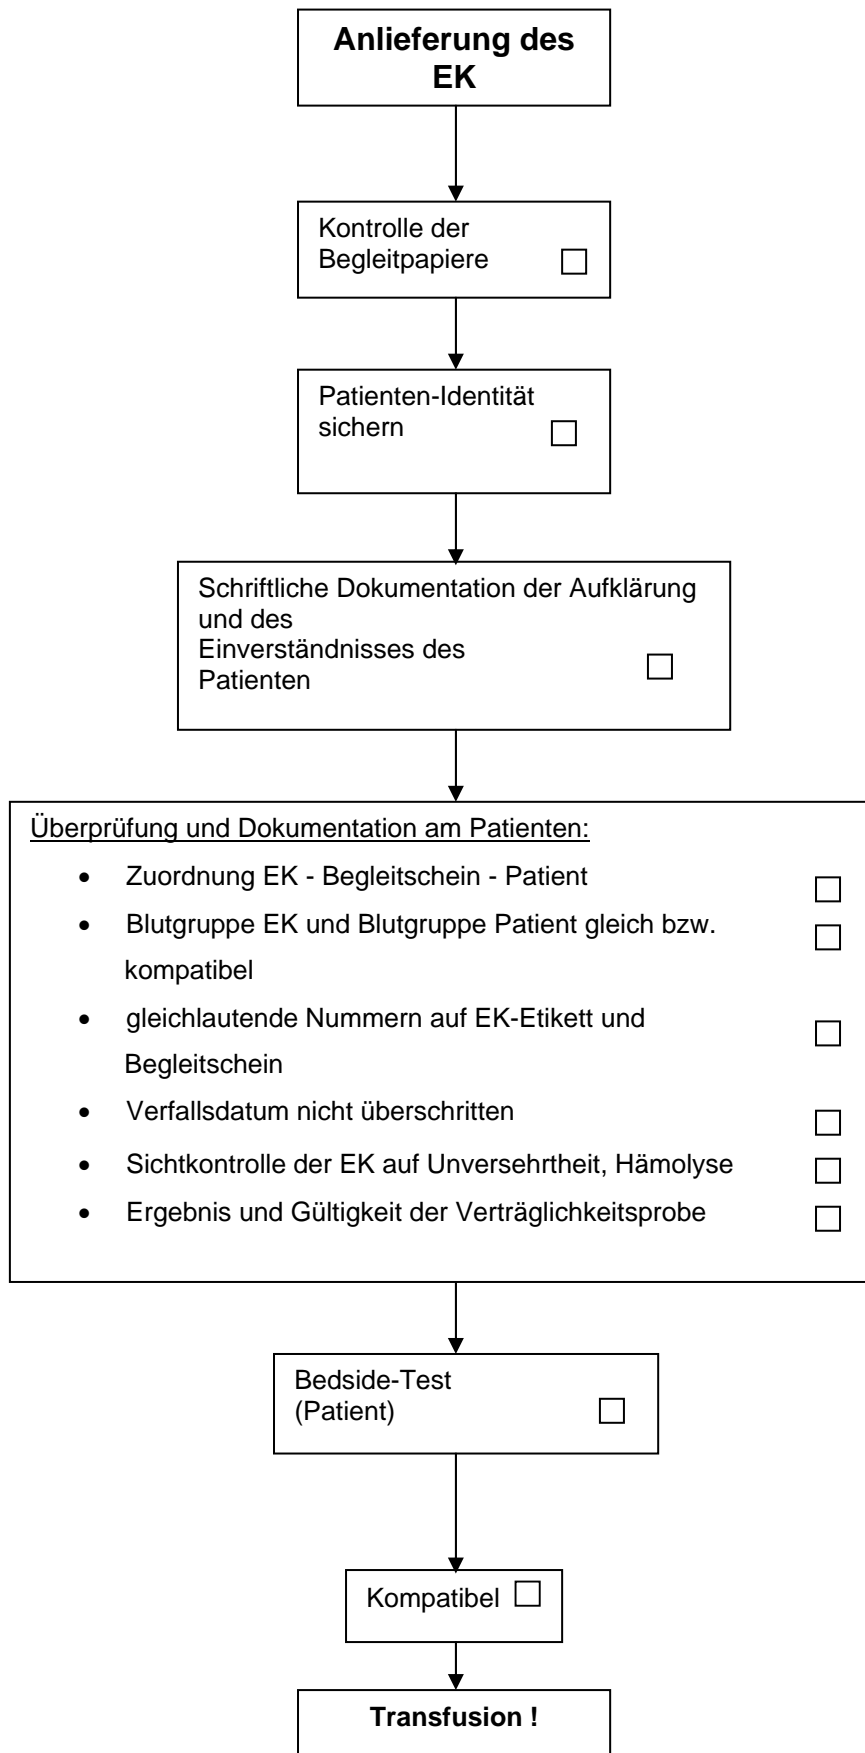 Anlieferung des
EK
Kontrolle der
Begleitpapiere
Patienten-Identität
sichern
Schriftliche Dokumentation der Aufklärung
und des
Einverständnisses des
Patienten
Überprüfung und Dokumentation am Patienten:
• Zuordnung EK - Begleitschein - Patient
• Blutgruppe EK und Blutgruppe Patient gleich bzw.
kompatibel
• gleichlautende Nummern auf EK-Etikett und
Begleitschein
• Verfallsdatum nicht überschritten
• Sichtkontrolle der EK auf Unversehrtheit, Hämolyse
• Ergebnis und Gültigkeit der Verträglichkeitsprobe
Bedside-Test
(Patient)
Kompatibel
Transfusion !